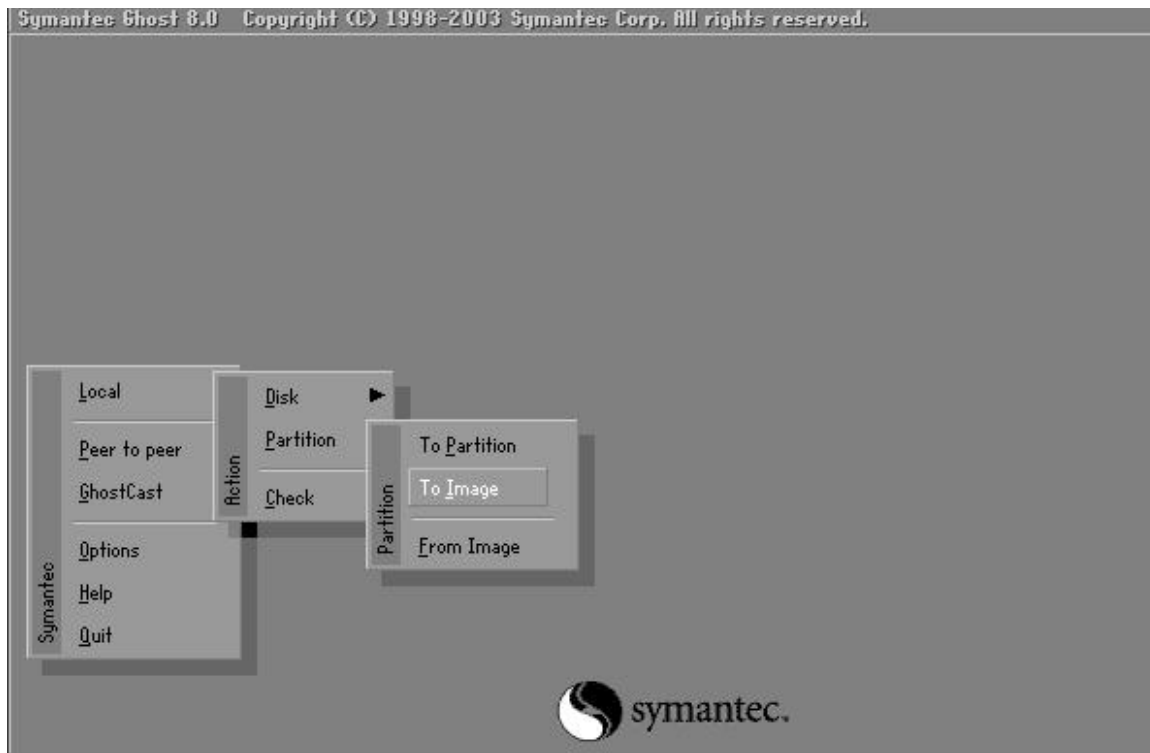 Symantec Ghost 8.0 Copyright (C) 1998-2003 Symantec Corp. All rights reserved.
Symantec
Local
Peer to peer
GhostCast
Options
Help
Quit
Action
Disk
Partition
Check
Partition
To Partition
To Image
From Image
symantec.